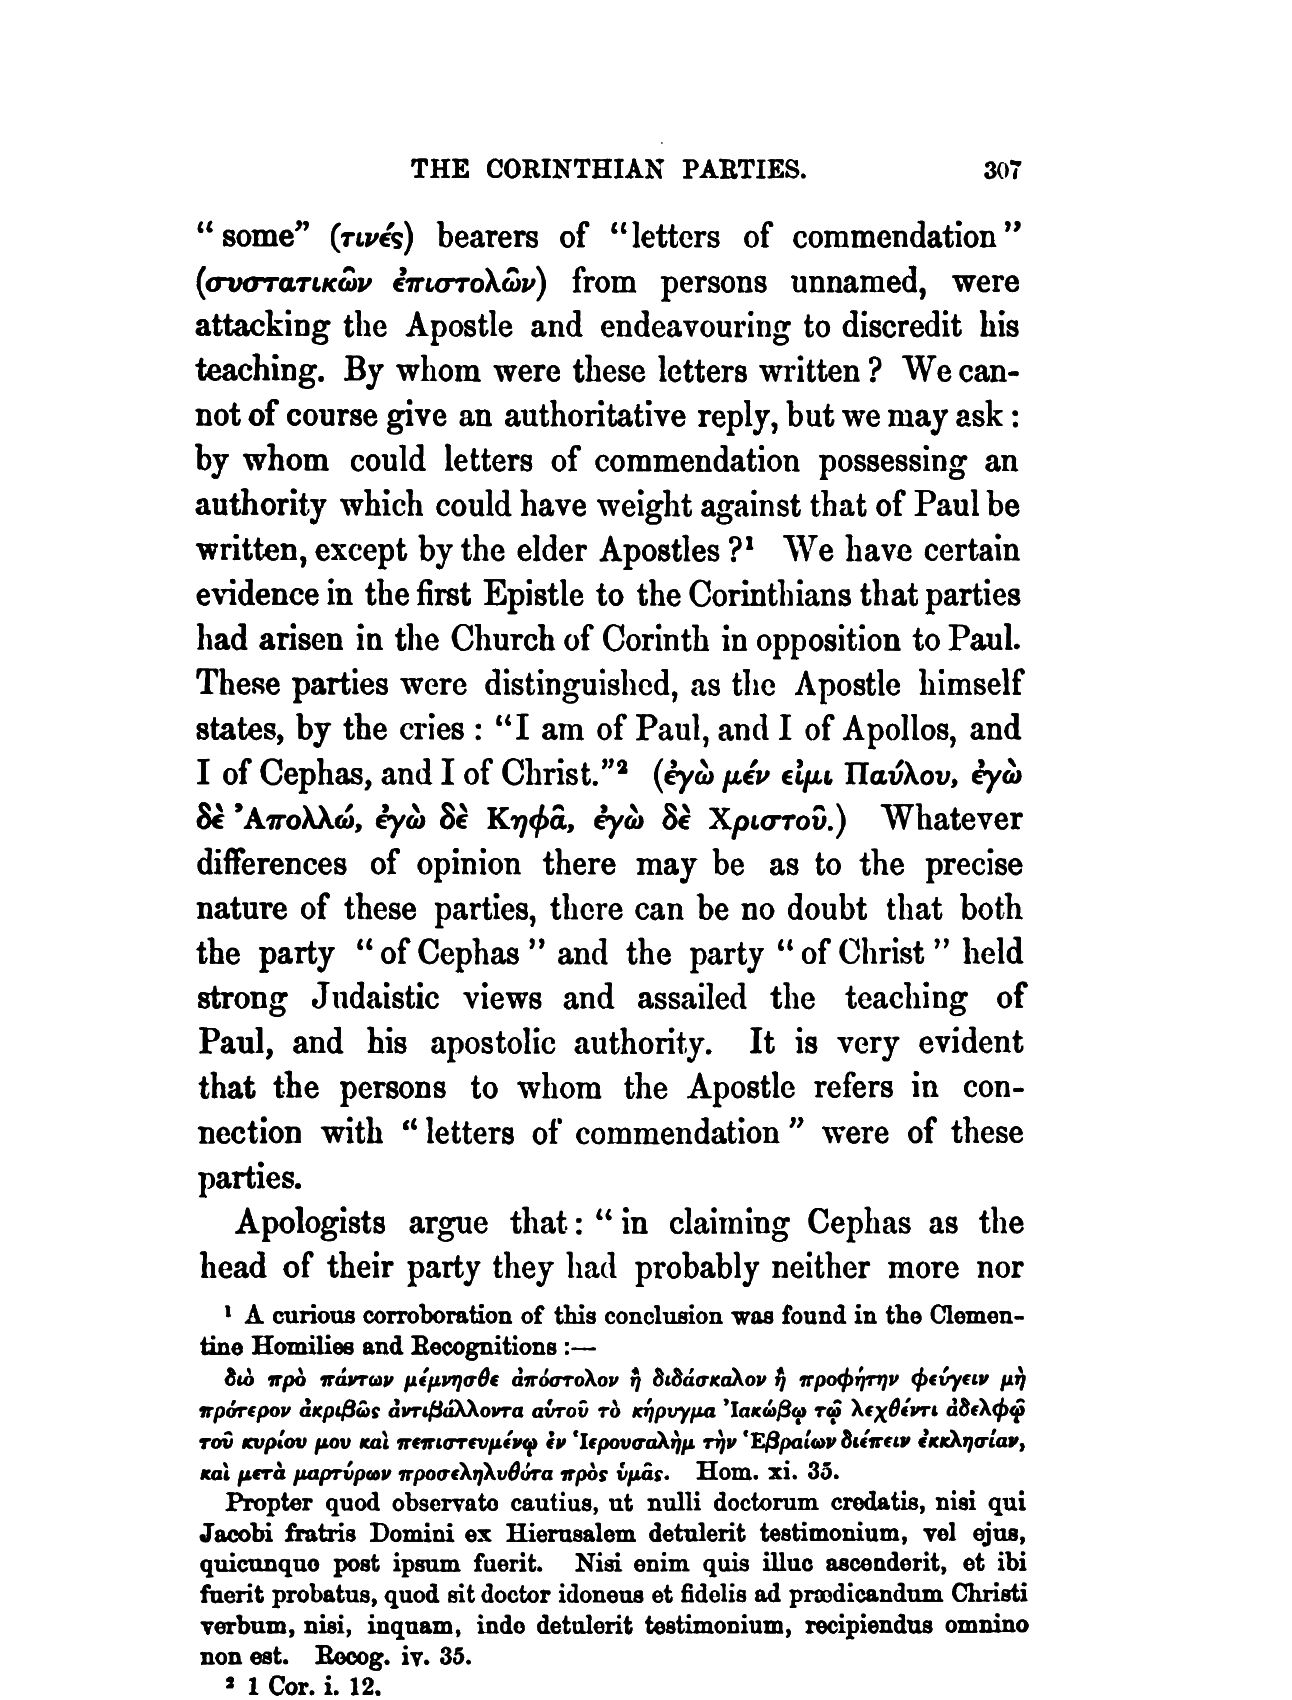 THE CORINTHIAN PARTIES. 307
“some” (τινές) bearers of “letters of commendation”
(συστατικῶν ἐπιστολῶν) from persons unnamed, were
attacking the Apostle and endeavouring to discredit his
teaching. By whom were these letters written? We can-
not of course give an authoritative reply, but we may ask:
by whom could letters of commendation possessing an
authority which could have weight against that of Paul be
written, except by the elder Apostles?¹ We have certain
evidence in the first Epistle to the Corinthians that parties
had arisen in the Church of Corinth in opposition to Paul.
These parties were distinguished, as the Apostle himself
states, by the cries: “I am of Paul, and I of Apollos, and
I of Cephas, and I of Christ.”² (ἐγὼ μέν εἰμι Παύλου, ἐγὼ
δὲ Ἀπολλώ, ἐγὼ δὲ Κηφᾶ, ἐγὼ δὲ Χριστοῦ.) Whatever
differences of opinion there may be as to the precise
nature of these parties, there can be no doubt that both
the party “of Cephas” and the party “of Christ” held
strong Judaistic views and assailed the teaching of
Paul, and his apostolic authority. It is very evident
that the persons to whom the Apostle refers in con-
nection with “letters of commendation” were of these
parties.
Apologists argue that: “in claiming Cephas as the
head of their party they had probably neither more nor
¹ A curious corroboration of this conclusion was found in the Clemen-
tine Homilies and Recognitions:—
διὸ πρὸ πάντων μέμνησθε ἀπόστολον ἢ διδάσκαλον ἢ προφήτην φεύγειν μὴ
πρότερον ἀκριβῶς ἀντιβάλλοντα αὐτοῦ τὸ κήρυγμα Ἰακώβῳ τῷ λεχθέντι ἀδελφῷ
τοῦ κυρίου μου καὶ πεπιστευμένῳ ἐν Ἱερουσαλὴμ τὴν Ἑβραίων διέπειν ἐκκλησίαν,
καὶ μετὰ μαρτύρων προσεληλυθότα πρὸς ὑμᾶς. Hom. xi. 35.
Propter quod observate cautius, ut nulli doctorum credatis, nisi qui
Jacobi fratris Domini ex Hierusalem detulerit testimonium, vel ejus,
quicunque post ipsum fuerit. Nisi enim quis illuc ascenderit, et ibi
fuerit probatus, quod sit doctor idoneus et fidelis ad prædicandum Christi
verbum, nisi, inquam, inde detulerit testimonium, recipiendus omnino
non est. Recog. iv. 35.
² 1 Cor. i. 12.